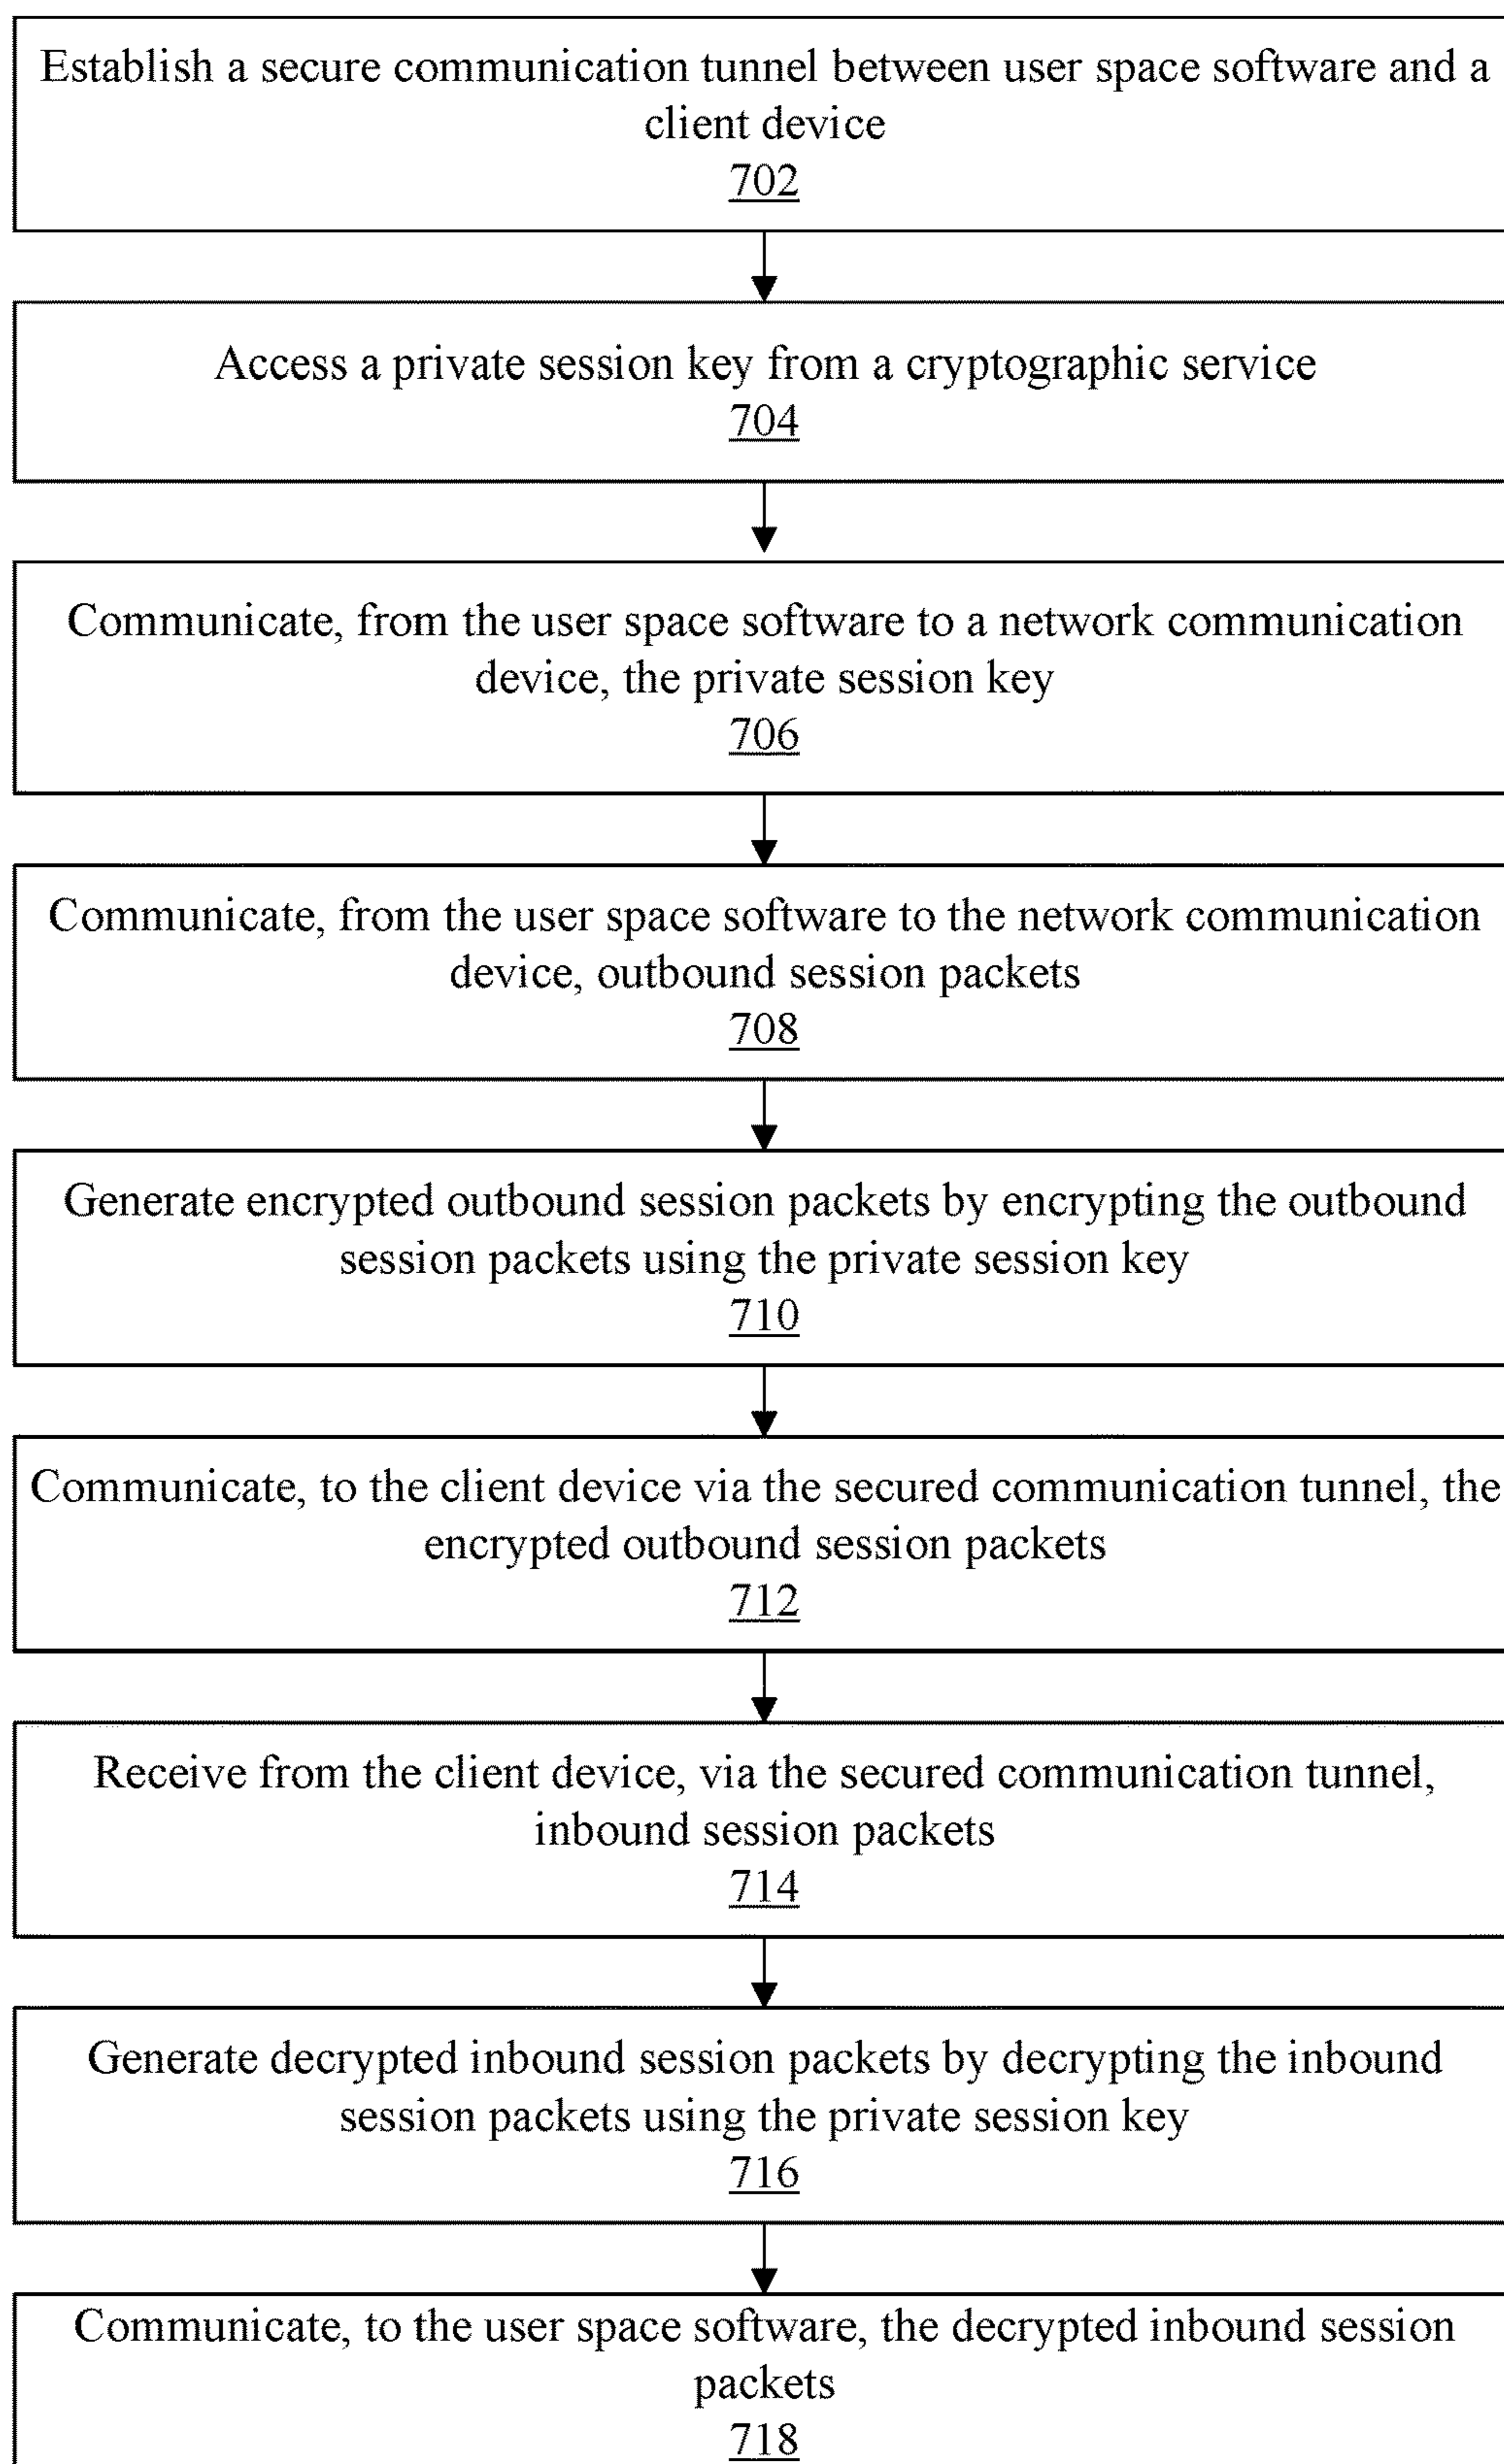 Establish a secure communication tunnel between user space software and a
client device
702
Access a private session key from a cryptographic service
704
Communicate, from the user space software to a network communication
device, the private session key
706
Communicate, from the user space software to the network communication
device, outbound session packets
708
Generate encrypted outbound session packets by encrypting the outbound
session packets using the private session key
710
Communicate, to the client device via the secured communication tunnel, the
encrypted outbound session packets
712
Receive from the client device, via the secured communication tunnel,
inbound session packets
714
Generate decrypted inbound session packets by decrypting the inbound
session packets using the private session key
716
Communicate, to the user space software, the decrypted inbound session
packets
718